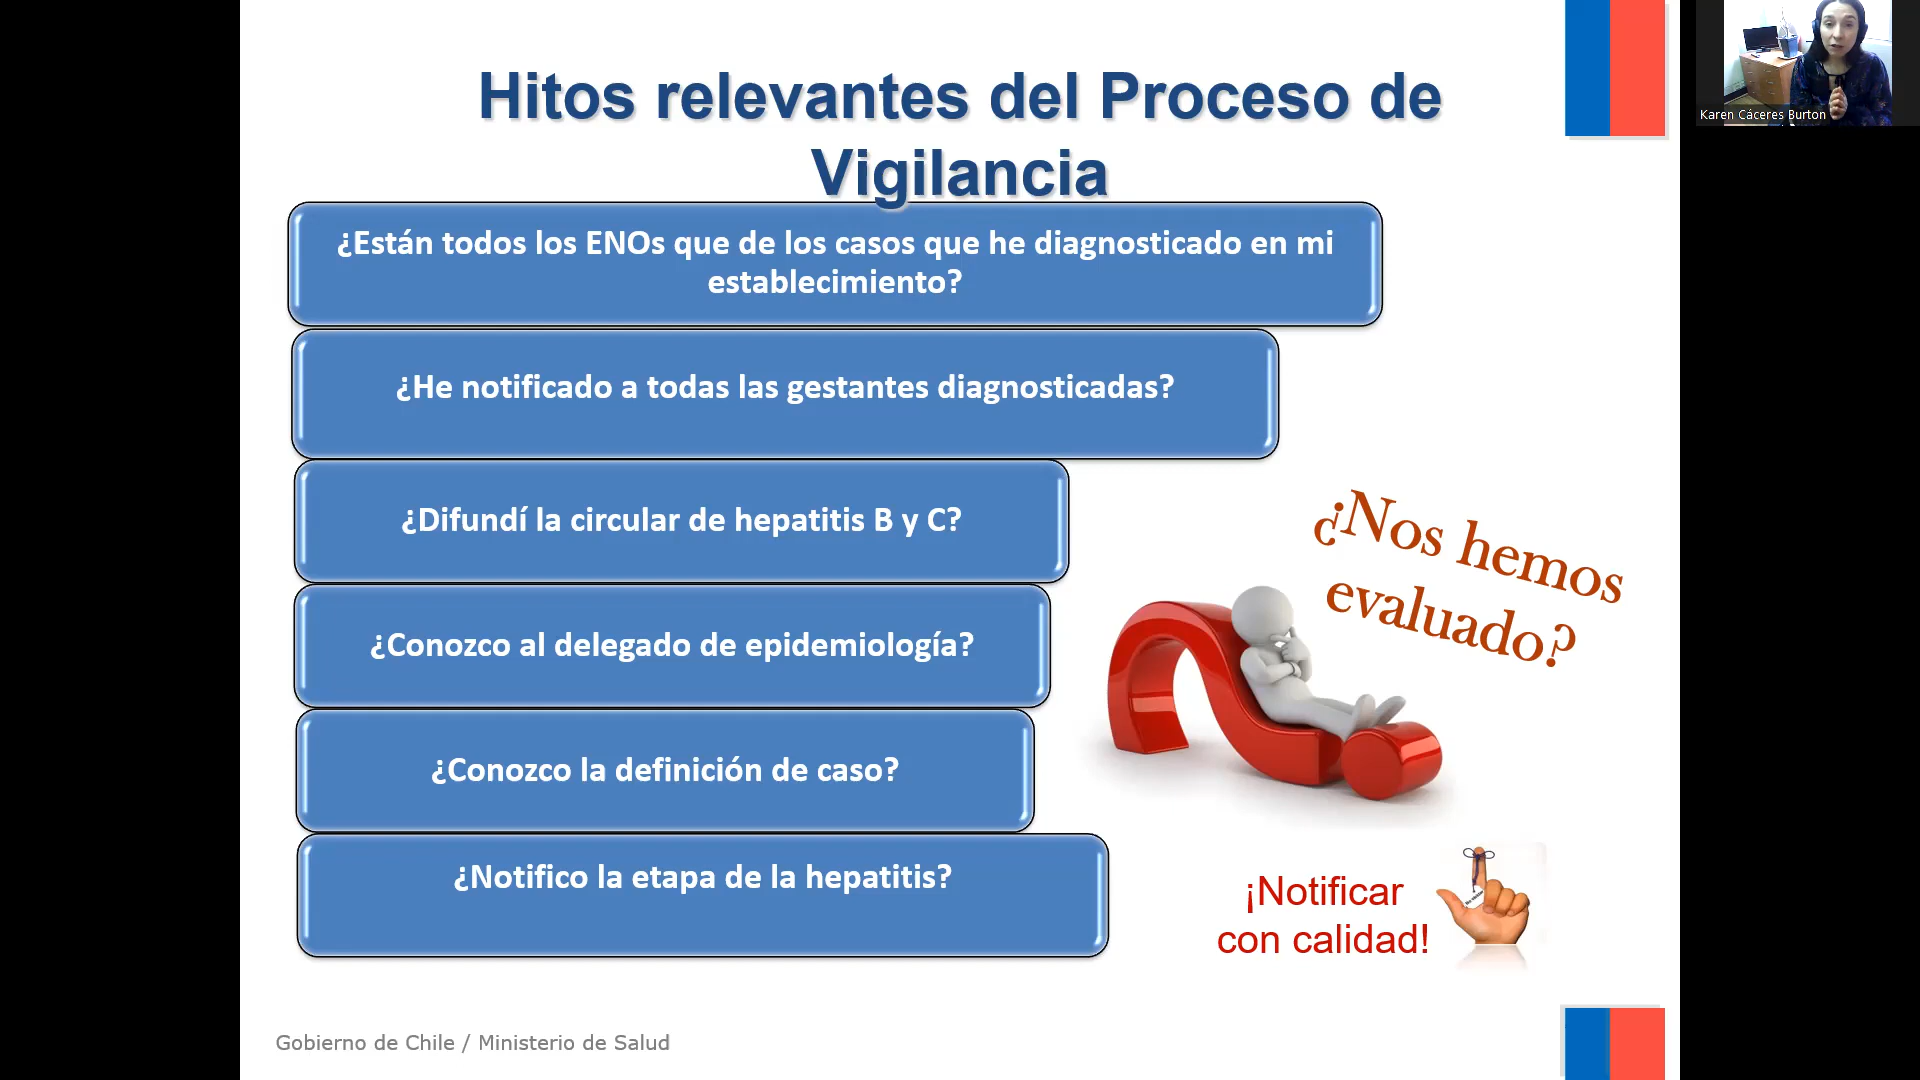 Hitos relevantes del Proceso de
Vigilancia
Karen Cáceres Burton
¿Están todos los ENOs que de los casos que he diagnosticado en mi
establecimiento?
¿He notificado a todas las gestantes diagnosticadas?
¿Difundí la circular de hepatitis B y C?
¿Nos hemos
evaluado?
¿Conozco al delegado de epidemiología?
¿Conozco la definición de caso?
¿Notifico la etapa de la hepatitis?
¡Notificar
con calidad!
Gobierno de Chile / Ministerio de Salud